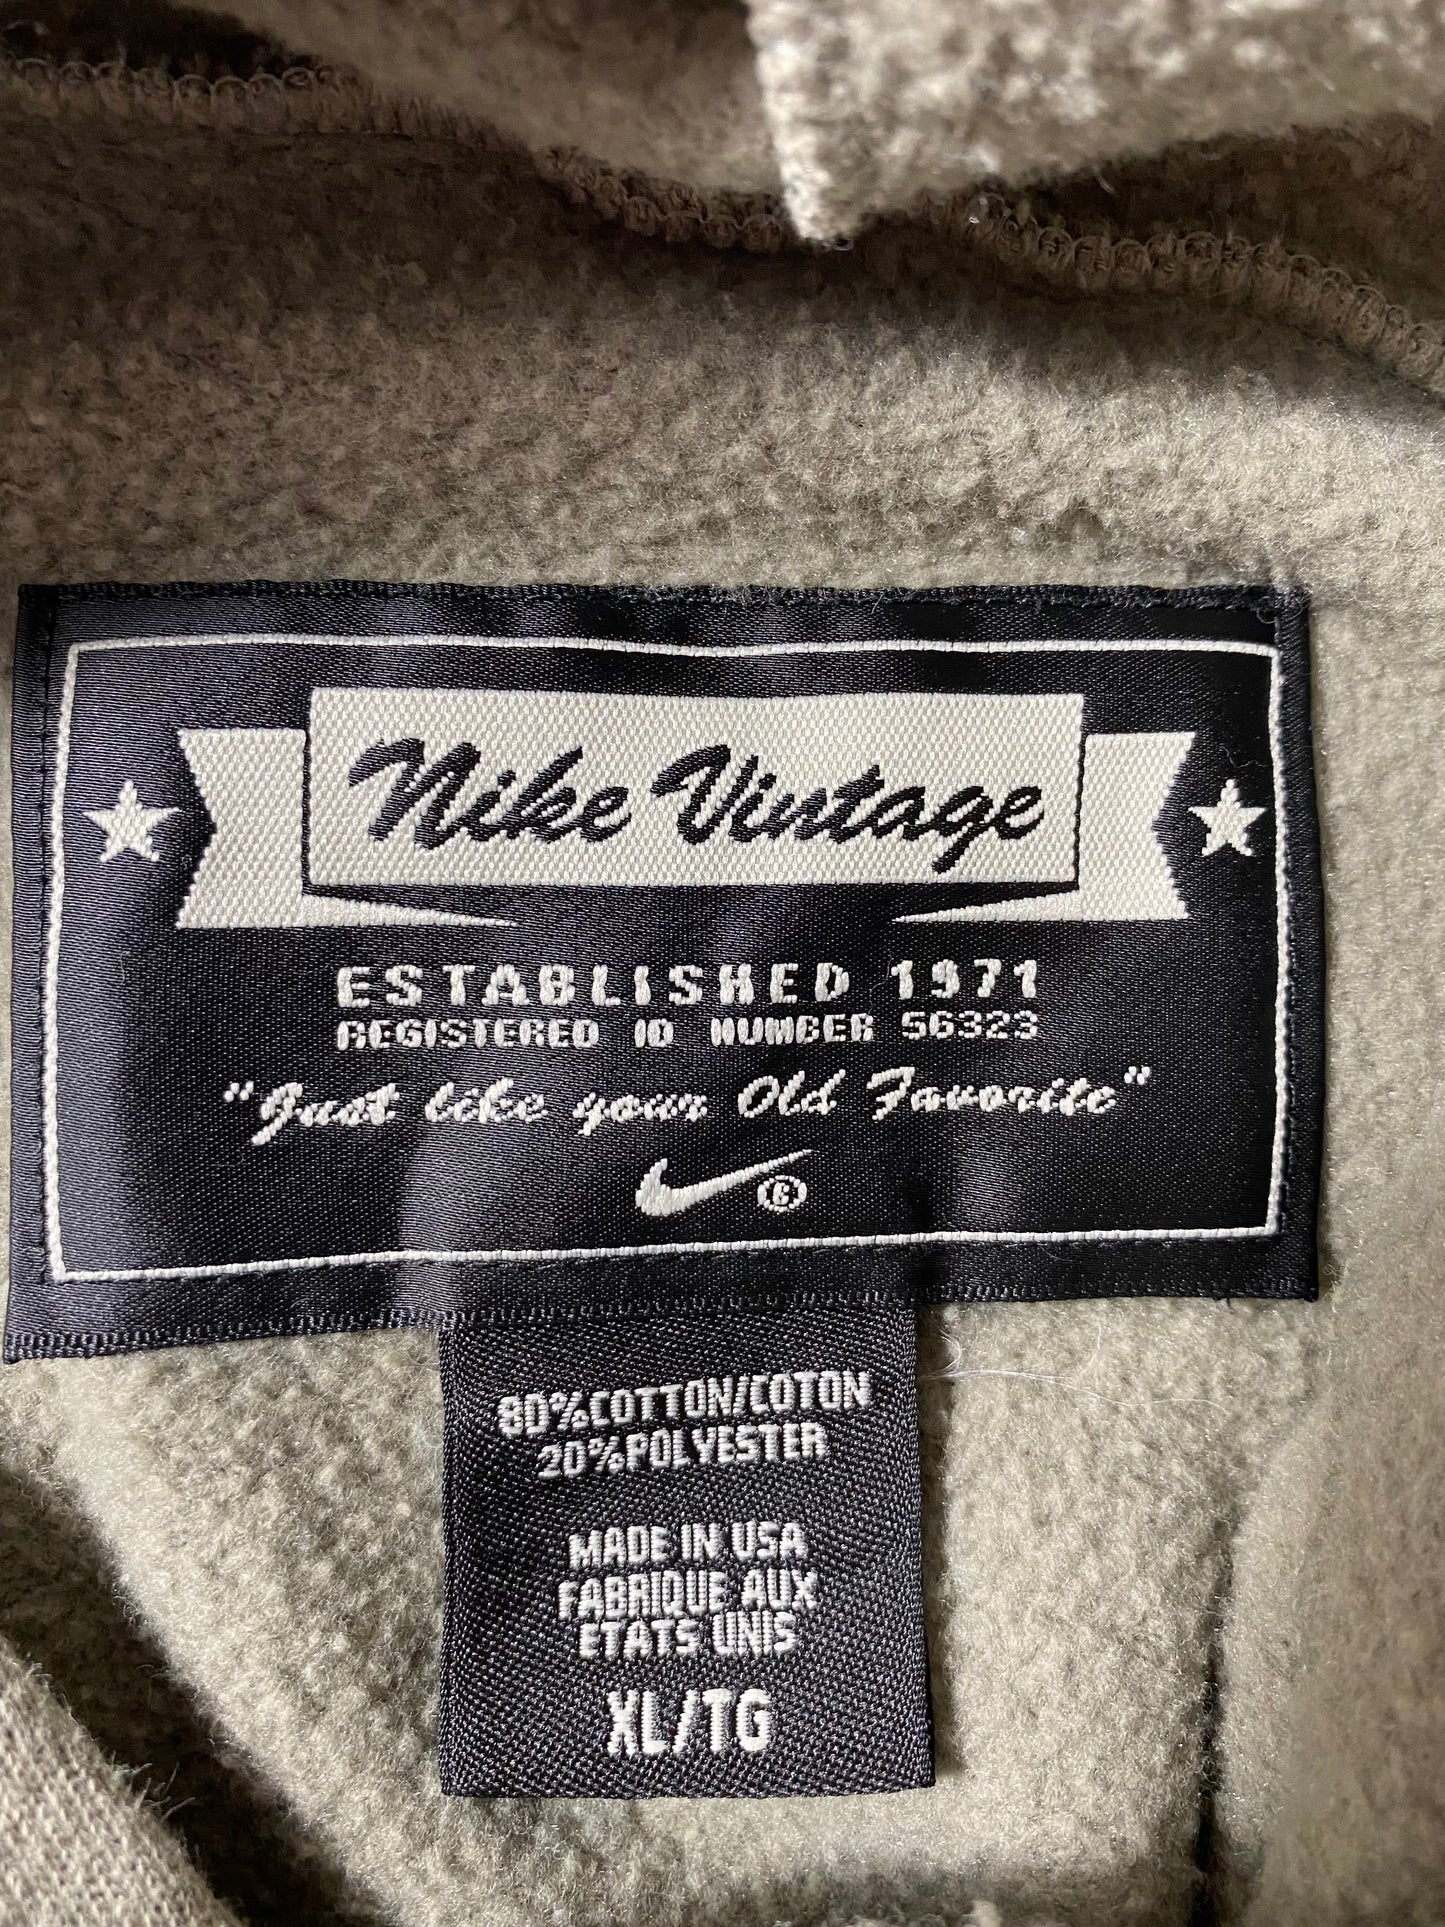 Nike Vintage
ESTABLISHED 1971
REGISTERED ID NUMBER 56323
"Just like your Old Favorite"
®
80%COTTON/COTON
20%POLYESTER
MADE IN USA
FABRIQUE AUX
ETATS UNIS
XL/TG